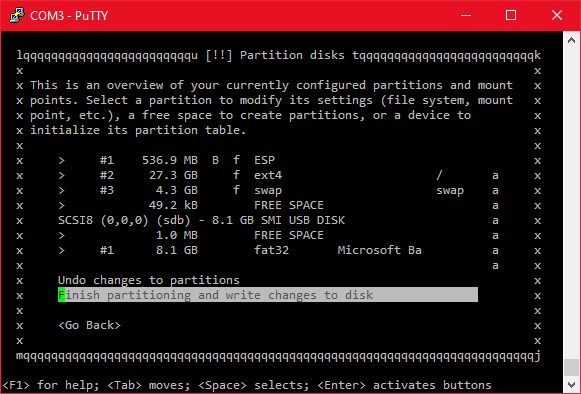 COM3 - PuTTY
lqqqqqqqqqqqqqqqqqqqqqqqqu [!!] Partition disks tqqqqqqqqqqqqqqqqqqqqqqqqqk
x x
x This is an overview of your currently configured partitions and mount x
x points. Select a partition to modify its settings (file system, mount x
x point, etc.), a free space to create partitions, or a device to x
x initialize its partition table. x
x x
x > #1 536.9 MB B f ESP x
x > #2 27.3 GB f ext4 / a x
x > #3 4.3 GB f swap swap a x
x > 49.2 kB FREE SPACE a x
x SCSI8 (0,0,0) (sdb) - 8.1 GB SMI USB DISK a x
x > 1.0 MB FREE SPACE a x
x > #1 8.1 GB fat32 Microsoft Ba a x
x a x
x Undo changes to partitions x
x Finish partitioning and write changes to disk x
x x
x <Go Back> x
x x
mqqqqqqqqqqqqqqqqqqqqqqqqqqqqqqqqqqqqqqqqqqqqqqqqqqqqqqqqqqqqqqqqqqqqqqqqqj
<F1> for help; <Tab> moves; <Space> selects; <Enter> activates buttons